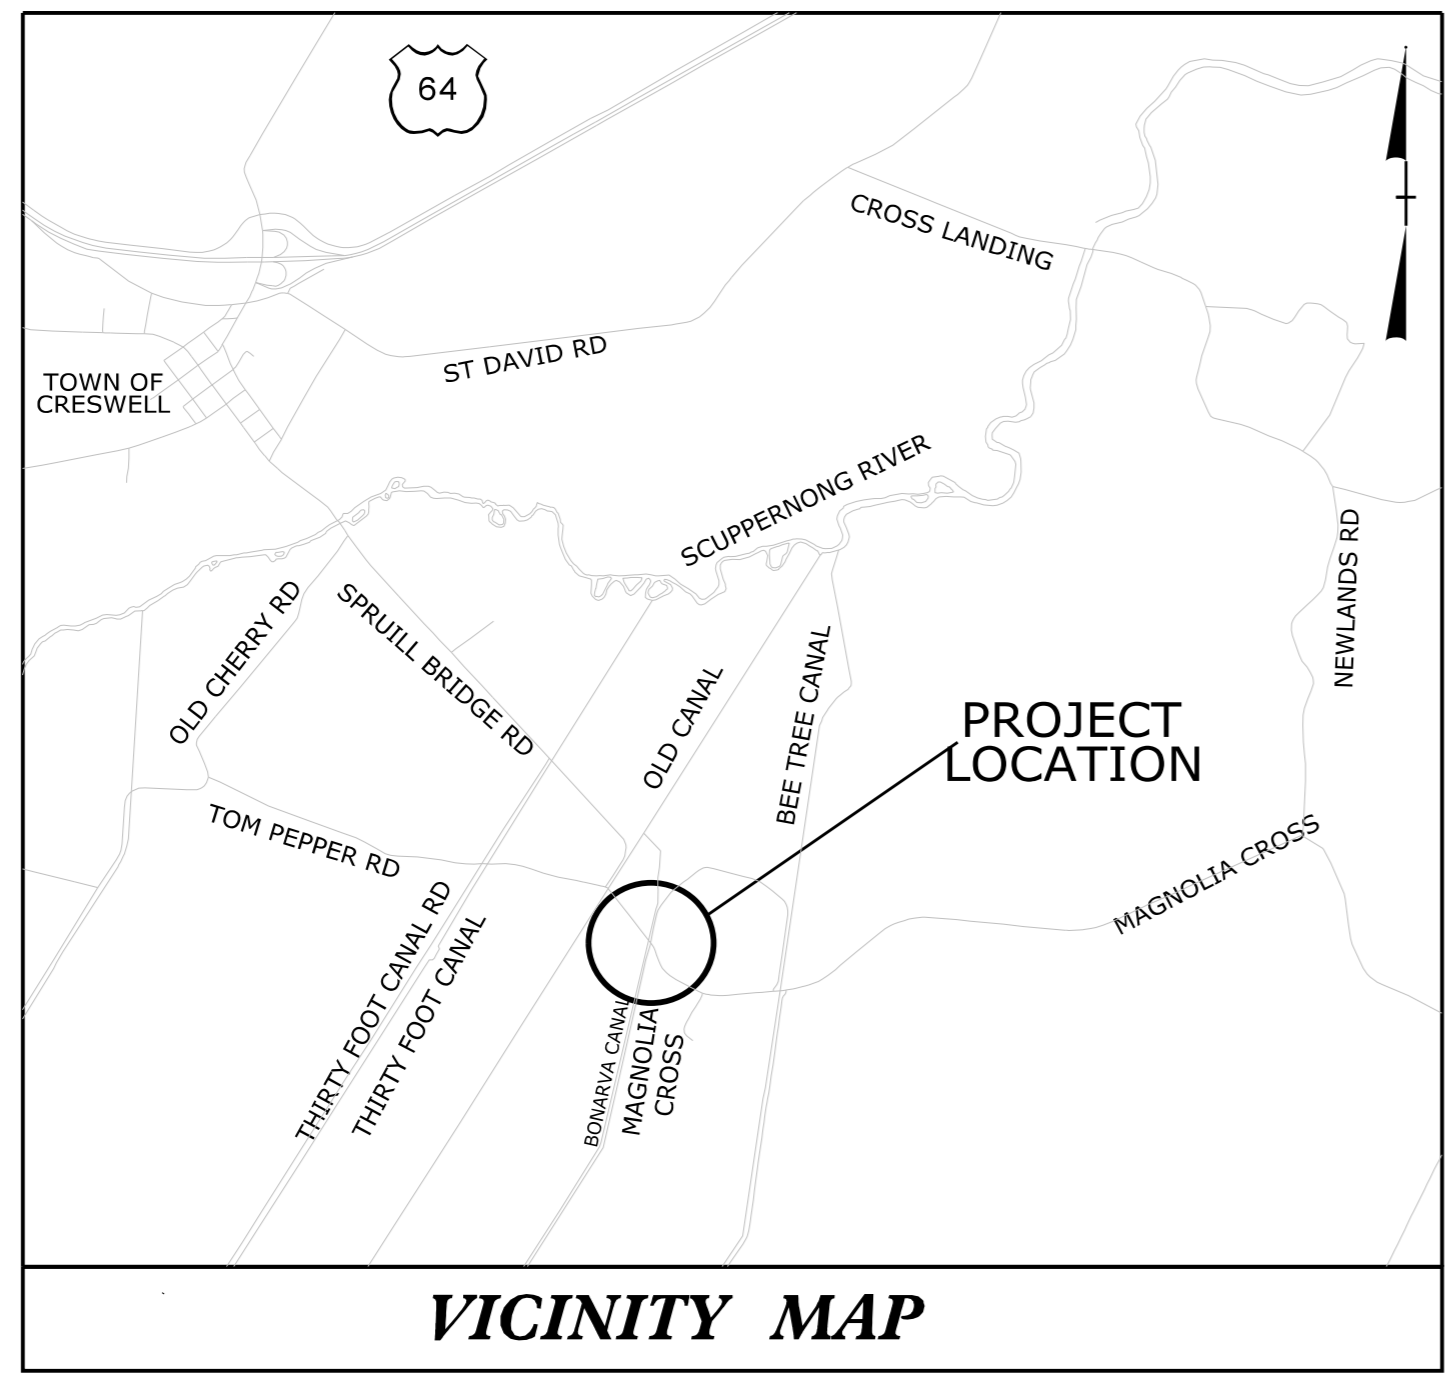 64
CROSS LANDING
ST DAVID RD
TOWN OF
CRESWELL
SCUPPERNONG RIVER
NEWLANDS RD
OLD CHERRY RD
SPRUILL BRIDGE RD
OLD CANAL
BEE TREE CANAL
PROJECT
LOCATION
TOM PEPPER RD
MAGNOLIA CROSS
THIRTY FOOT CANAL RD
THIRTY FOOT CANAL
BONARVA CANAL
MAGNOLIA
CROSS
VICINITY MAP